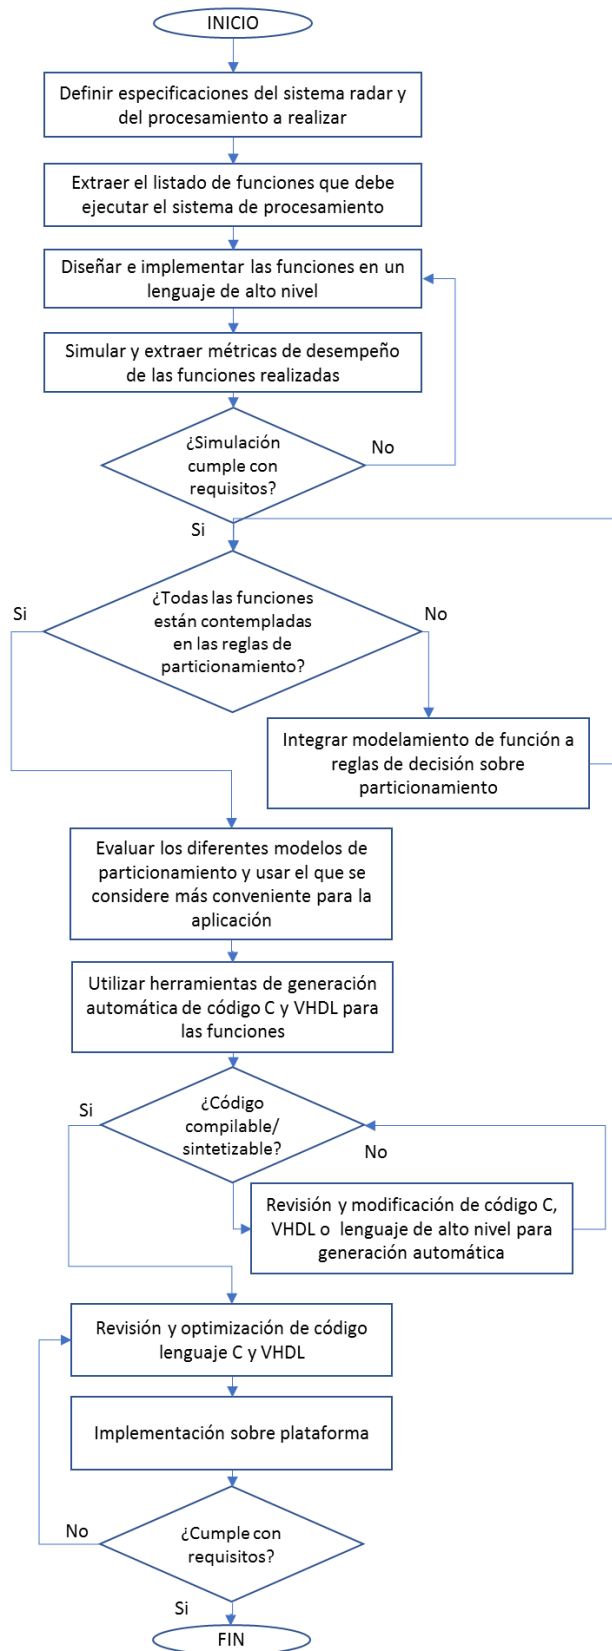 INICIO
Definir especificaciones del sistema radar y
del procesamiento a realizar
Extraer el listado de funciones que debe
ejecutar el sistema de procesamiento
Diseñar e implementar las funciones en un
lenguaje de alto nivel
Simular y extraer métricas de desempeño
de las funciones realizadas
¿Simulación
cumple con
requisitos?
No
Si
¿Todas las funciones
están contempladas
en las reglas de
particionamiento?
Si
No
Integrar modelamiento de función a
reglas de decisión sobre
particionamiento
Evaluar los diferentes modelos de
particionamiento y usar el que se
considere más conveniente para la
aplicación
Utilizar herramientas de generación
automática de código C y VHDL para
las funciones
¿Código
compilable/
sintetizable?
Si
No
Revisión y modificación de código C,
VHDL o lenguaje de alto nivel para
generación automática
Revisión y optimización de código
lenguaje C y VHDL
Implementación sobre plataforma
¿Cumple con
requisitos?
No
Si
FIN